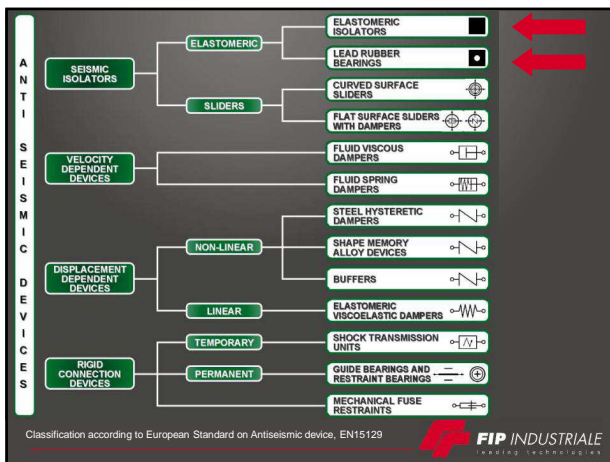 ANTI SEISMIC DEVICES
SEISMIC
ISOLATORS
ELASTOMERIC
ELASTOMERIC
ISOLATORS
LEAD RUBBER
BEARINGS
SLIDERS
CURVED SURFACE
SLIDERS
FLAT SURFACE SLIDERS
WITH DAMPERS
VELOCITY
DEPENDENT
DEVICES
FLUID VISCOUS
DAMPERS
FLUID SPRING
DAMPERS
DISPLACEMENT
DEPENDENT
DEVICES
NON-LINEAR
STEEL HYSTERETIC
DAMPERS
SHAPE MEMORY
ALLOY DEVICES
BUFFERS
LINEAR
ELASTOMERIC
VISCOELASTIC DAMPERS
RIGID
CONNECTION
DEVICES
TEMPORARY
SHOCK TRANSMISSION
UNITS
PERMANENT
GUIDE BEARINGS AND
RESTRAINT BEARINGS
MECHANICAL FUSE
RESTRAINTS
Classification according to European Standard on Antiseismic device, EN15129
FIP INDUSTRIALE
leading technologies